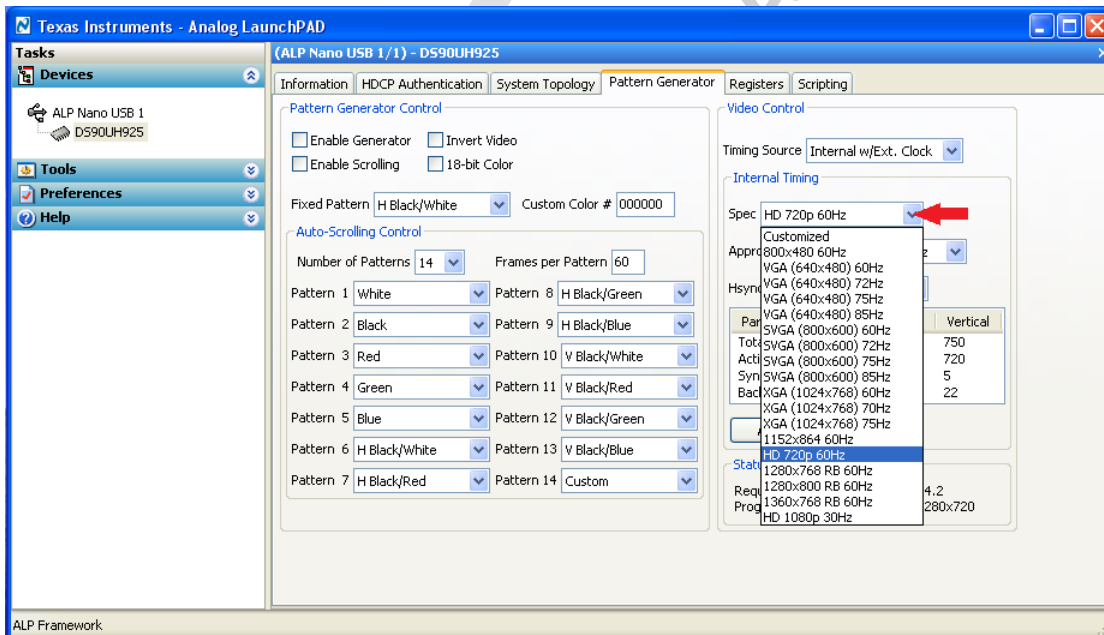 Texas Instruments - Analog LaunchPAD
Tasks
Devices
ALP Nano USB 1
DS90UH925
Tools
Preferences
Help
(ALP Nano USB 1/1) - DS90UH925
Information HDCP Authentication System Topology Pattern Generator Registers Scripting
Pattern Generator Control
Enable Generator Invert Video
Enable Scrolling 18-bit Color
Fixed Pattern H Black/White Custom Color # 000000
Auto-Scrolling Control
Number of Patterns 14 Frames per Pattern 60
Pattern 1 White Pattern 8 H Black/Green
Pattern 2 Black Pattern 9 H Black/Blue
Pattern 3 Red Pattern 10 V Black/White
Pattern 4 Green Pattern 11 V Black/Red
Pattern 5 Blue Pattern 12 V Black/Green
Pattern 6 H Black/White Pattern 13 V Black/Blue
Pattern 7 H Black/Red Pattern 14 Custom
Video Control
Timing Source Internal w/Ext. Clock
Internal Timing
Spec HD 720p 60Hz
Customized
800x480 60Hz
VGA (640x480) 60Hz
VGA (640x480) 72Hz
VGA (640x480) 75Hz
VGA (640x480) 85Hz
SVGA (800x600) 60Hz
SVGA (800x600) 72Hz
SVGA (800x600) 75Hz
SVGA (800x600) 85Hz
XGA (1024x768) 60Hz
XGA (1024x768) 70Hz
XGA (1024x768) 75Hz
1152x864 60Hz
HD 720p 60Hz
1280x768 RB 60Hz
1280x800 RB 60Hz
1360x768 RB 60Hz
HD 1080p 30Hz
Vertical
750
720
5
22
4.2
280x720
ALP Framework